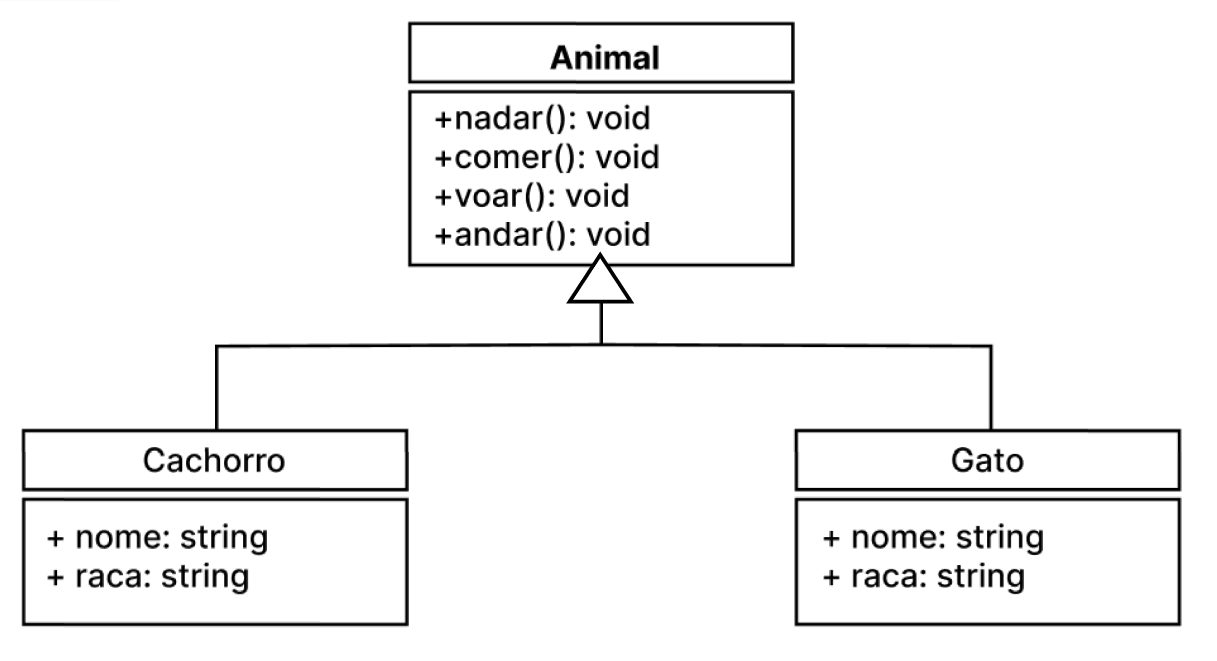 Animal
+nadar(): void
+comer(): void
+voar(): void
+andar(): void
Cachorro
+ nome: string
+ raca: string
Gato
+ nome: string
+ raca: string